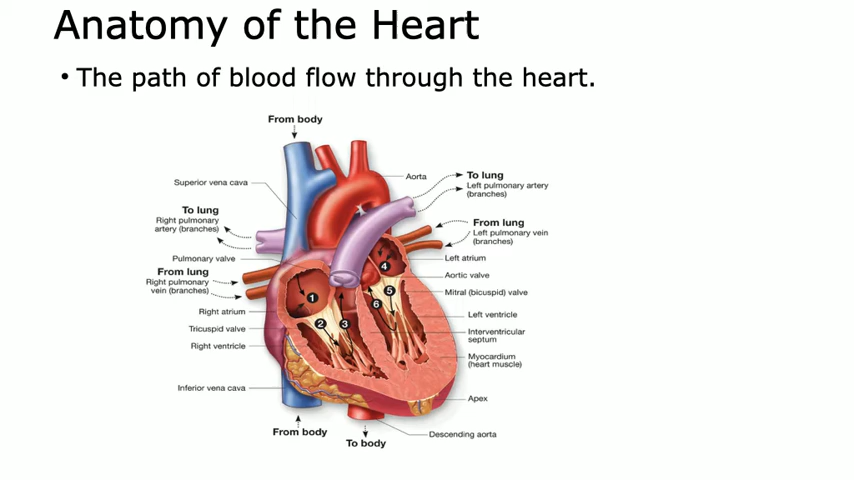 Anatomy of the Heart
• The path of blood flow through the heart.
From body
Superior vena cava
Aorta
To lung
Left pulmonary artery
(branches)
To lung
Right pulmonary
artery (branches)
From lung
Left pulmonary vein
(branches)
Pulmonary valve
Left atrium
From lung
Right pulmonary
vein (branches)
Aortic valve
Mitral (bicuspid) valve
Right atrium
Left ventricle
Tricuspid valve
Interventricular
septum
Right ventricle
Myocardium
(heart muscle)
Inferior vena cava
Apex
From body
To body
Descending aorta
1
2
3
4
5
6